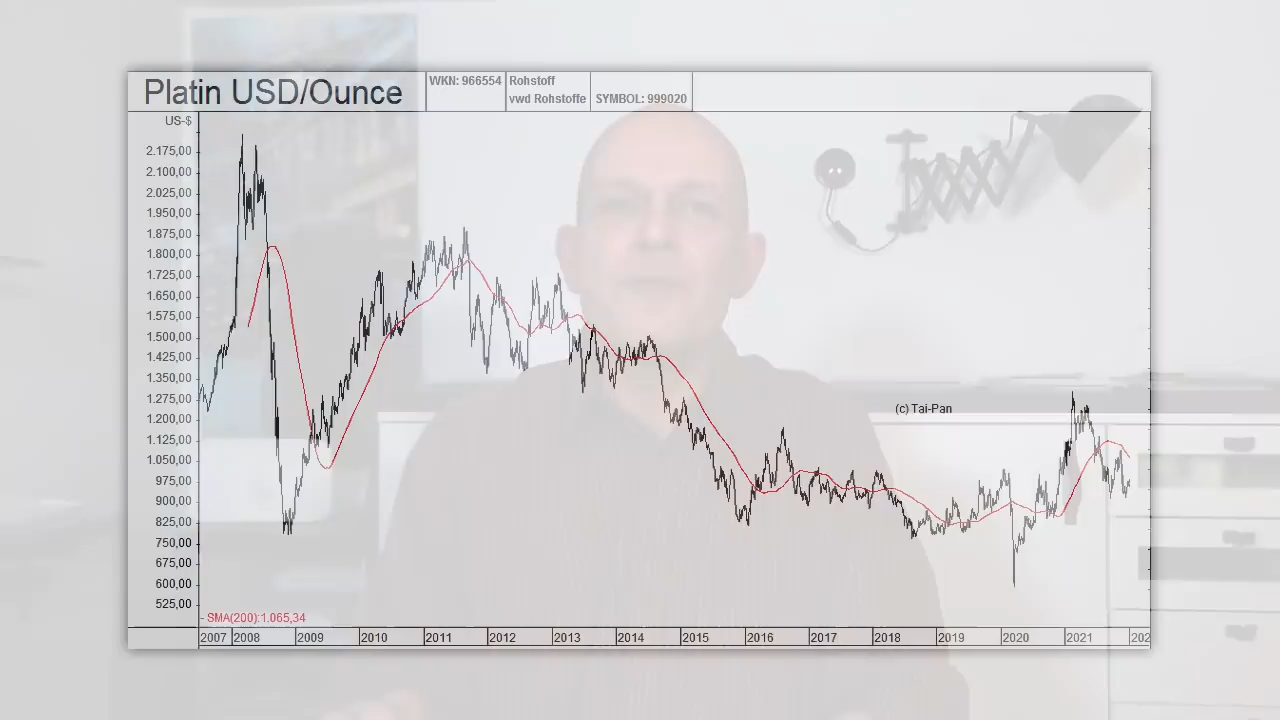 Platin USD/Ounce
WKN: 966554
Rohstoff
vwd Rohstoffe
SYMBOL: 999020
US-$
2.175,00
2.100,00
2.025,00
1.950,00
1.875,00
1.800,00
1.725,00
1.650,00
1.575,00
1.500,00
1.425,00
1.350,00
1.275,00
1.200,00
1.125,00
1.050,00
975,00
900,00
825,00
750,00
675,00
600,00
525,00
(c) Tai-Pan
SMA(200):1.065,34
2007 2008 2009 2010 2011 2012 2013 2014 2015 2016 2017 2018 2019 2020 2021 202